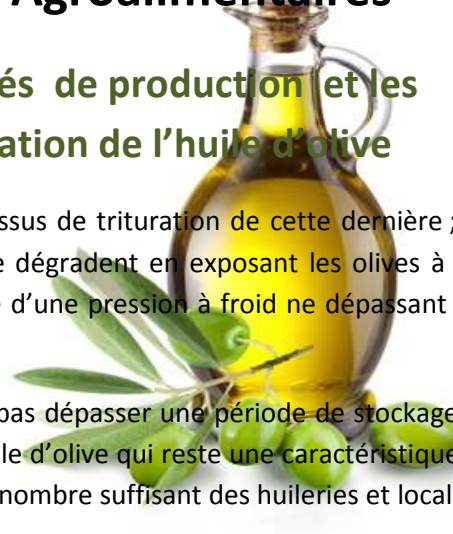 Agroalimentaires
és de production et les
ation de l'huile d'olive
ssus de trituration de cette dernière ;
e dégradent en exposant les olives à
e d'une pression à froid ne dépassant
pas dépasser une période de stockage
le d'olive qui reste une caractéristique
nombre suffisant des huileries et local